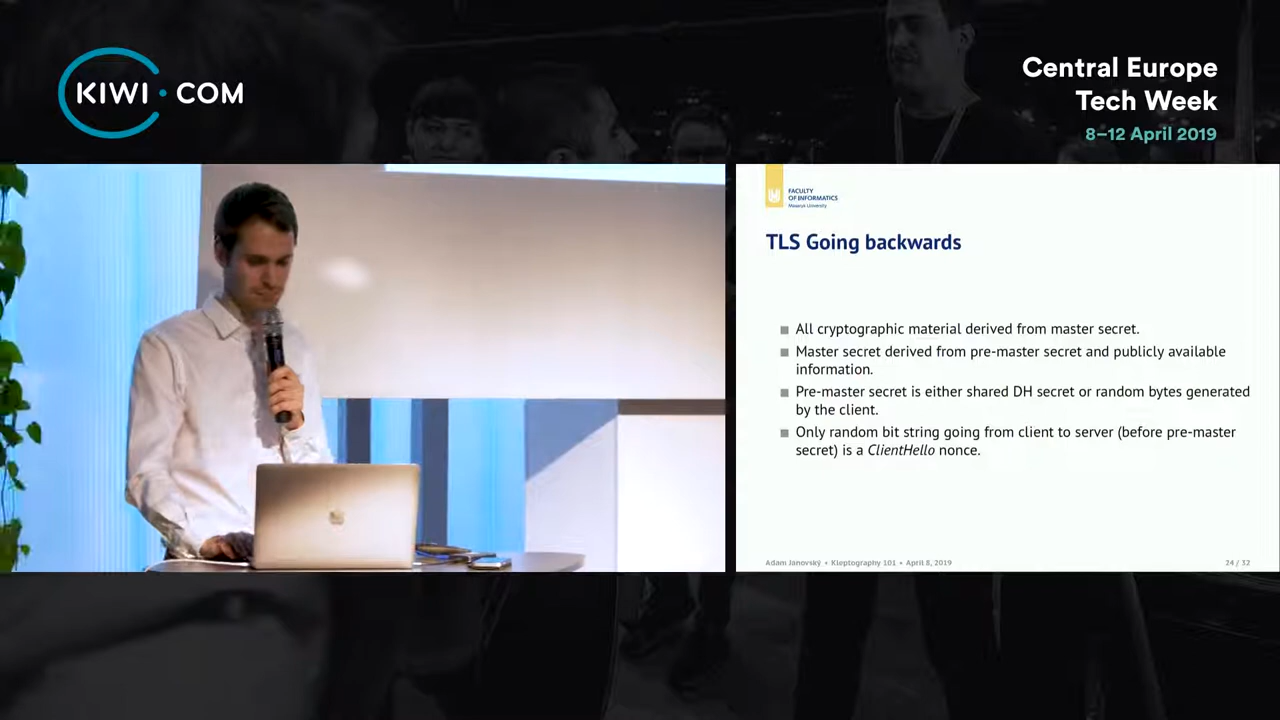 KIWI.COM
Central Europe
Tech Week
8–12 April 2019
FACULTY
OF INFORMATICS
Masaryk University
TLS Going backwards
All cryptographic material derived from master secret.
Master secret derived from pre-master secret and publicly available
information.
Pre-master secret is either shared DH secret or random bytes generated
by the client.
Only random bit string going from client to server (before pre-master
secret) is a ClientHello nonce.
Adam Janovský • Kleptography 101 • April 8, 2019
24 / 32